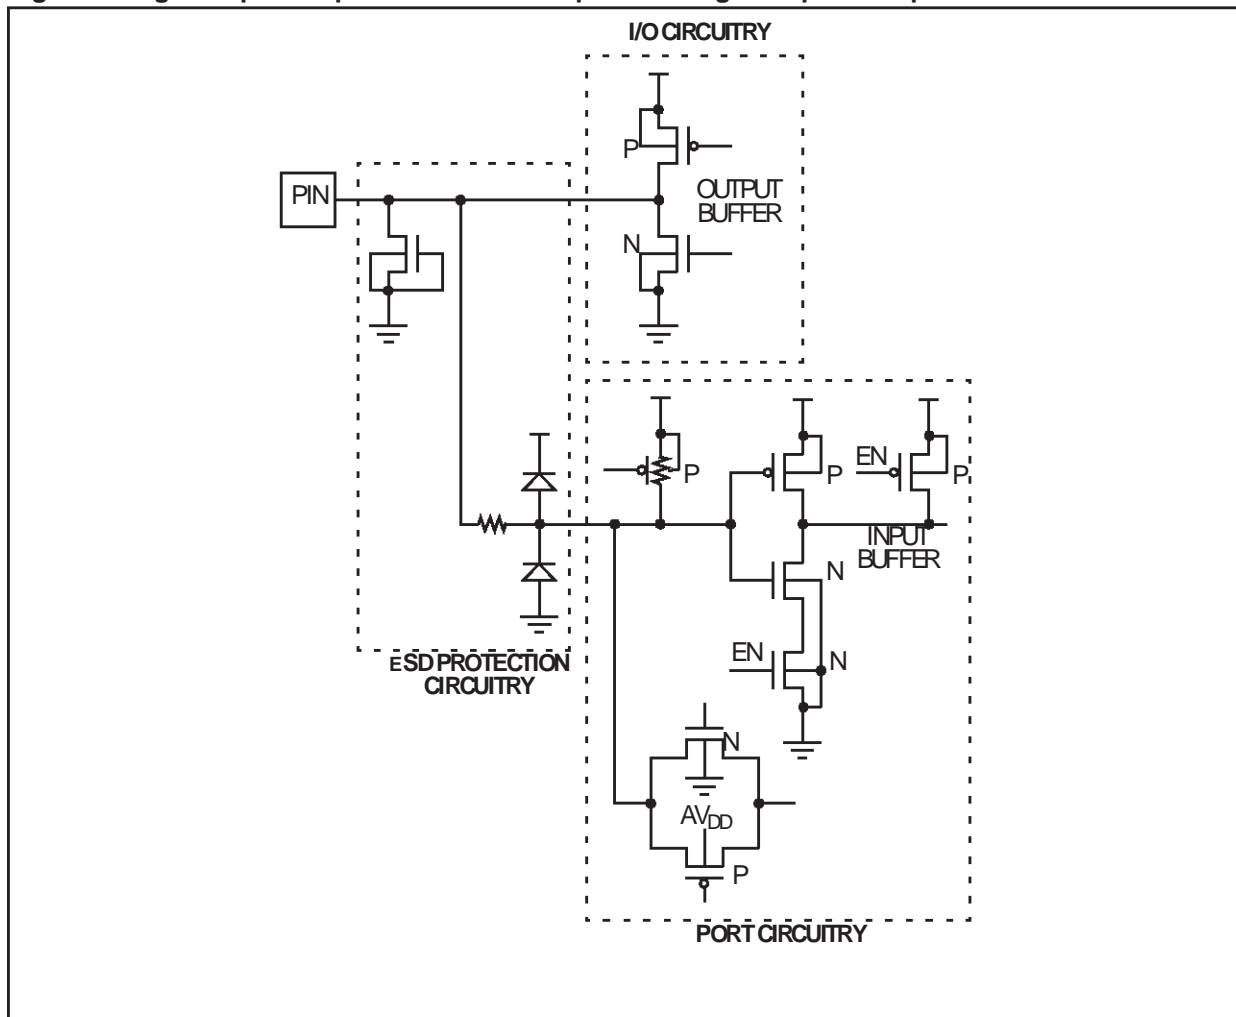 I/O CIRCUITRY
P
PIN
OUTPUT
BUFFER
N
P
EN
P
P
INPUT
BUFFER
N
EN
N
ESD PROTECTION
CIRCUITRY
N
AVDD
P
PORT CIRCUITRY